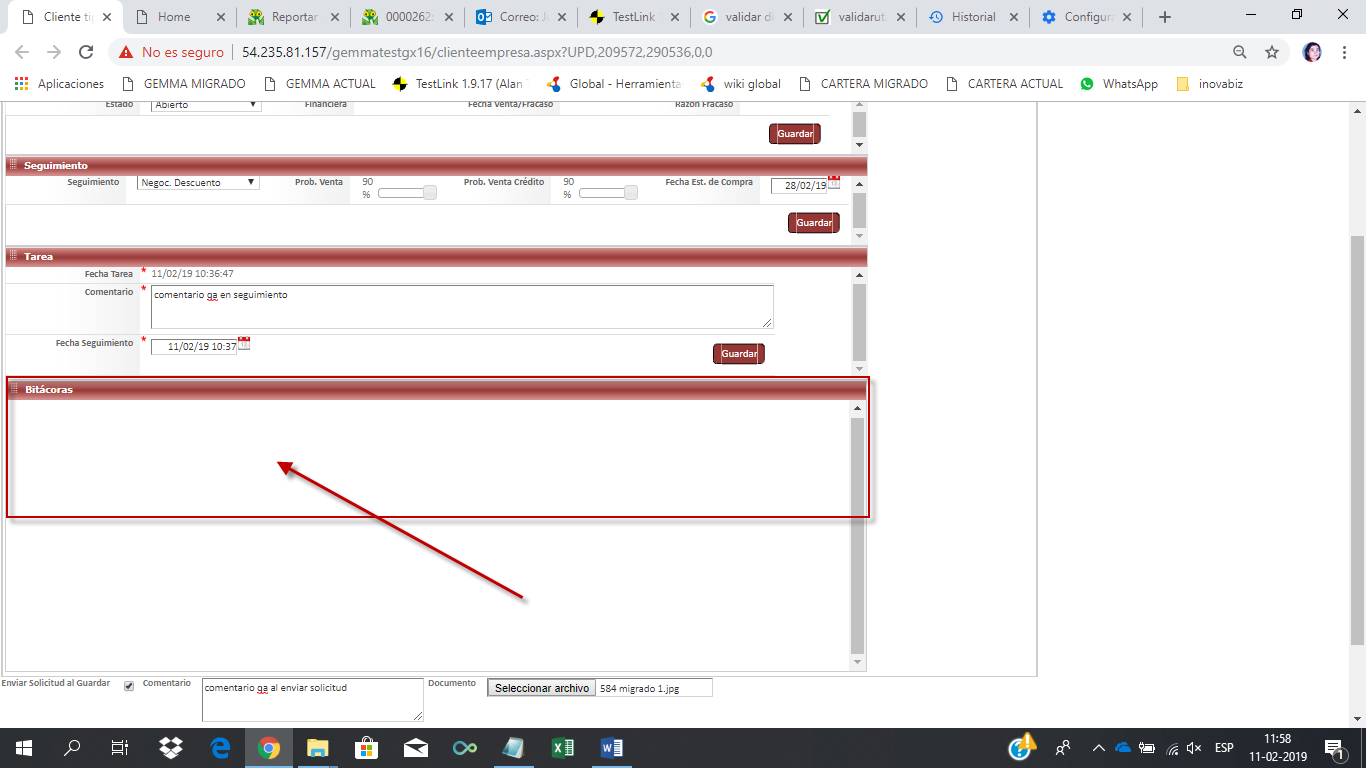 Cliente ti
Home
Reportar
0000262
Correo: J
TestLink
validar di
validarut
Historial
Configur
No es seguro
54.235.81.157/gemmatestgx16/clienteempresa.aspx?UPD,209572,290536,0,0
Aplicaciones
GEMMA MIGRADO
GEMMA ACTUAL
TestLink 1.9.17 (Alan
Global - Herramienta
wiki global
CARTERA MIGRADO
CARTERA ACTUAL
WhatsApp
inovabiz
Estado
Abierto
Financiera
Fecha Venta/Fracaso
Razón Fracaso
Guardar
Seguimiento
Seguimiento
Negoc. Descuento
Prob. Venta
90
%
Prob. Venta Crédito
90
%
Fecha Est. de Compra
28/02/19
Guardar
Tarea
Fecha Tarea
* 11/02/19 10:36:47
Comentario
*
comentario qa en seguimiento
Fecha Seguimiento
*
11/02/19 10:37
Guardar
Bitácoras
Enviar Solicitud al Guardar
Comentario
comentario qa al enviar solicitud
Documento
Seleccionar archivo
584 migrado 1.jpg
ESP
11:58
11-02-2019
1